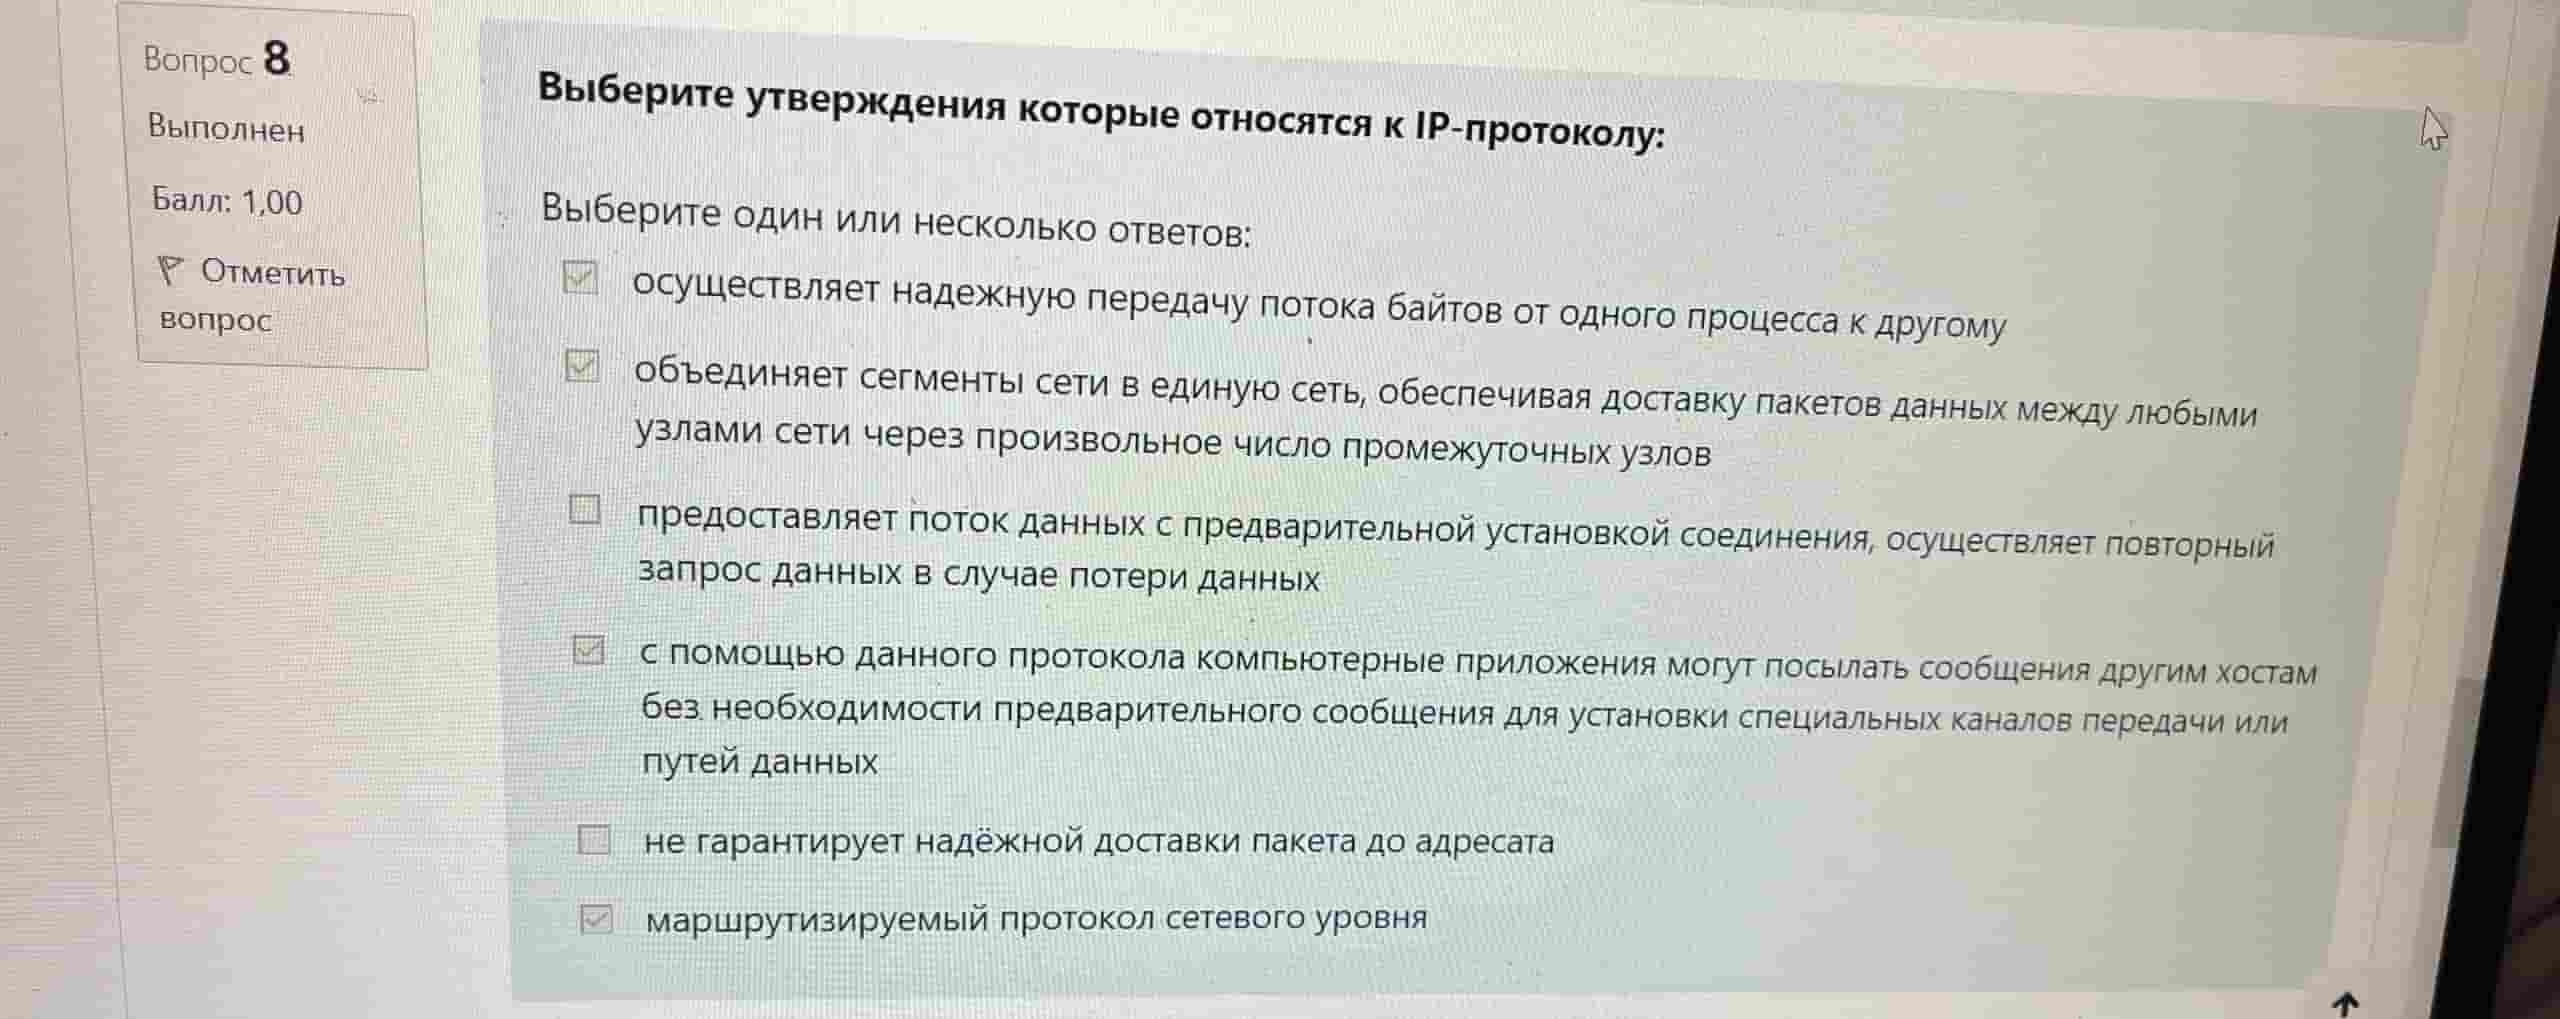 Вопрос 8
Выполнен
Балл: 1,00
Отметить
вопрос
Выберите утверждения которые относятся к IP-протоколу:
Выберите один или несколько ответов:
осуществляет надежную передачу потока байтов от одного процесса к другому
объединяет сегменты сети в единую сеть, обеспечивая доставку пакетов данных между любыми
узлами сети через произвольное число промежуточных узлов
предоставляет поток данных с предварительной установкой соединения, осуществляет повторный
запрос данных в случае потери данных
с помощью данного протокола компьютерные приложения могут посылать сообщения другим хостам
без необходимости предварительного сообщения для установки специальных каналов передачи или
путей данных
не гарантирует надёжной доставки пакета до адресата
маршрутизируемый протокол сетевого уровня